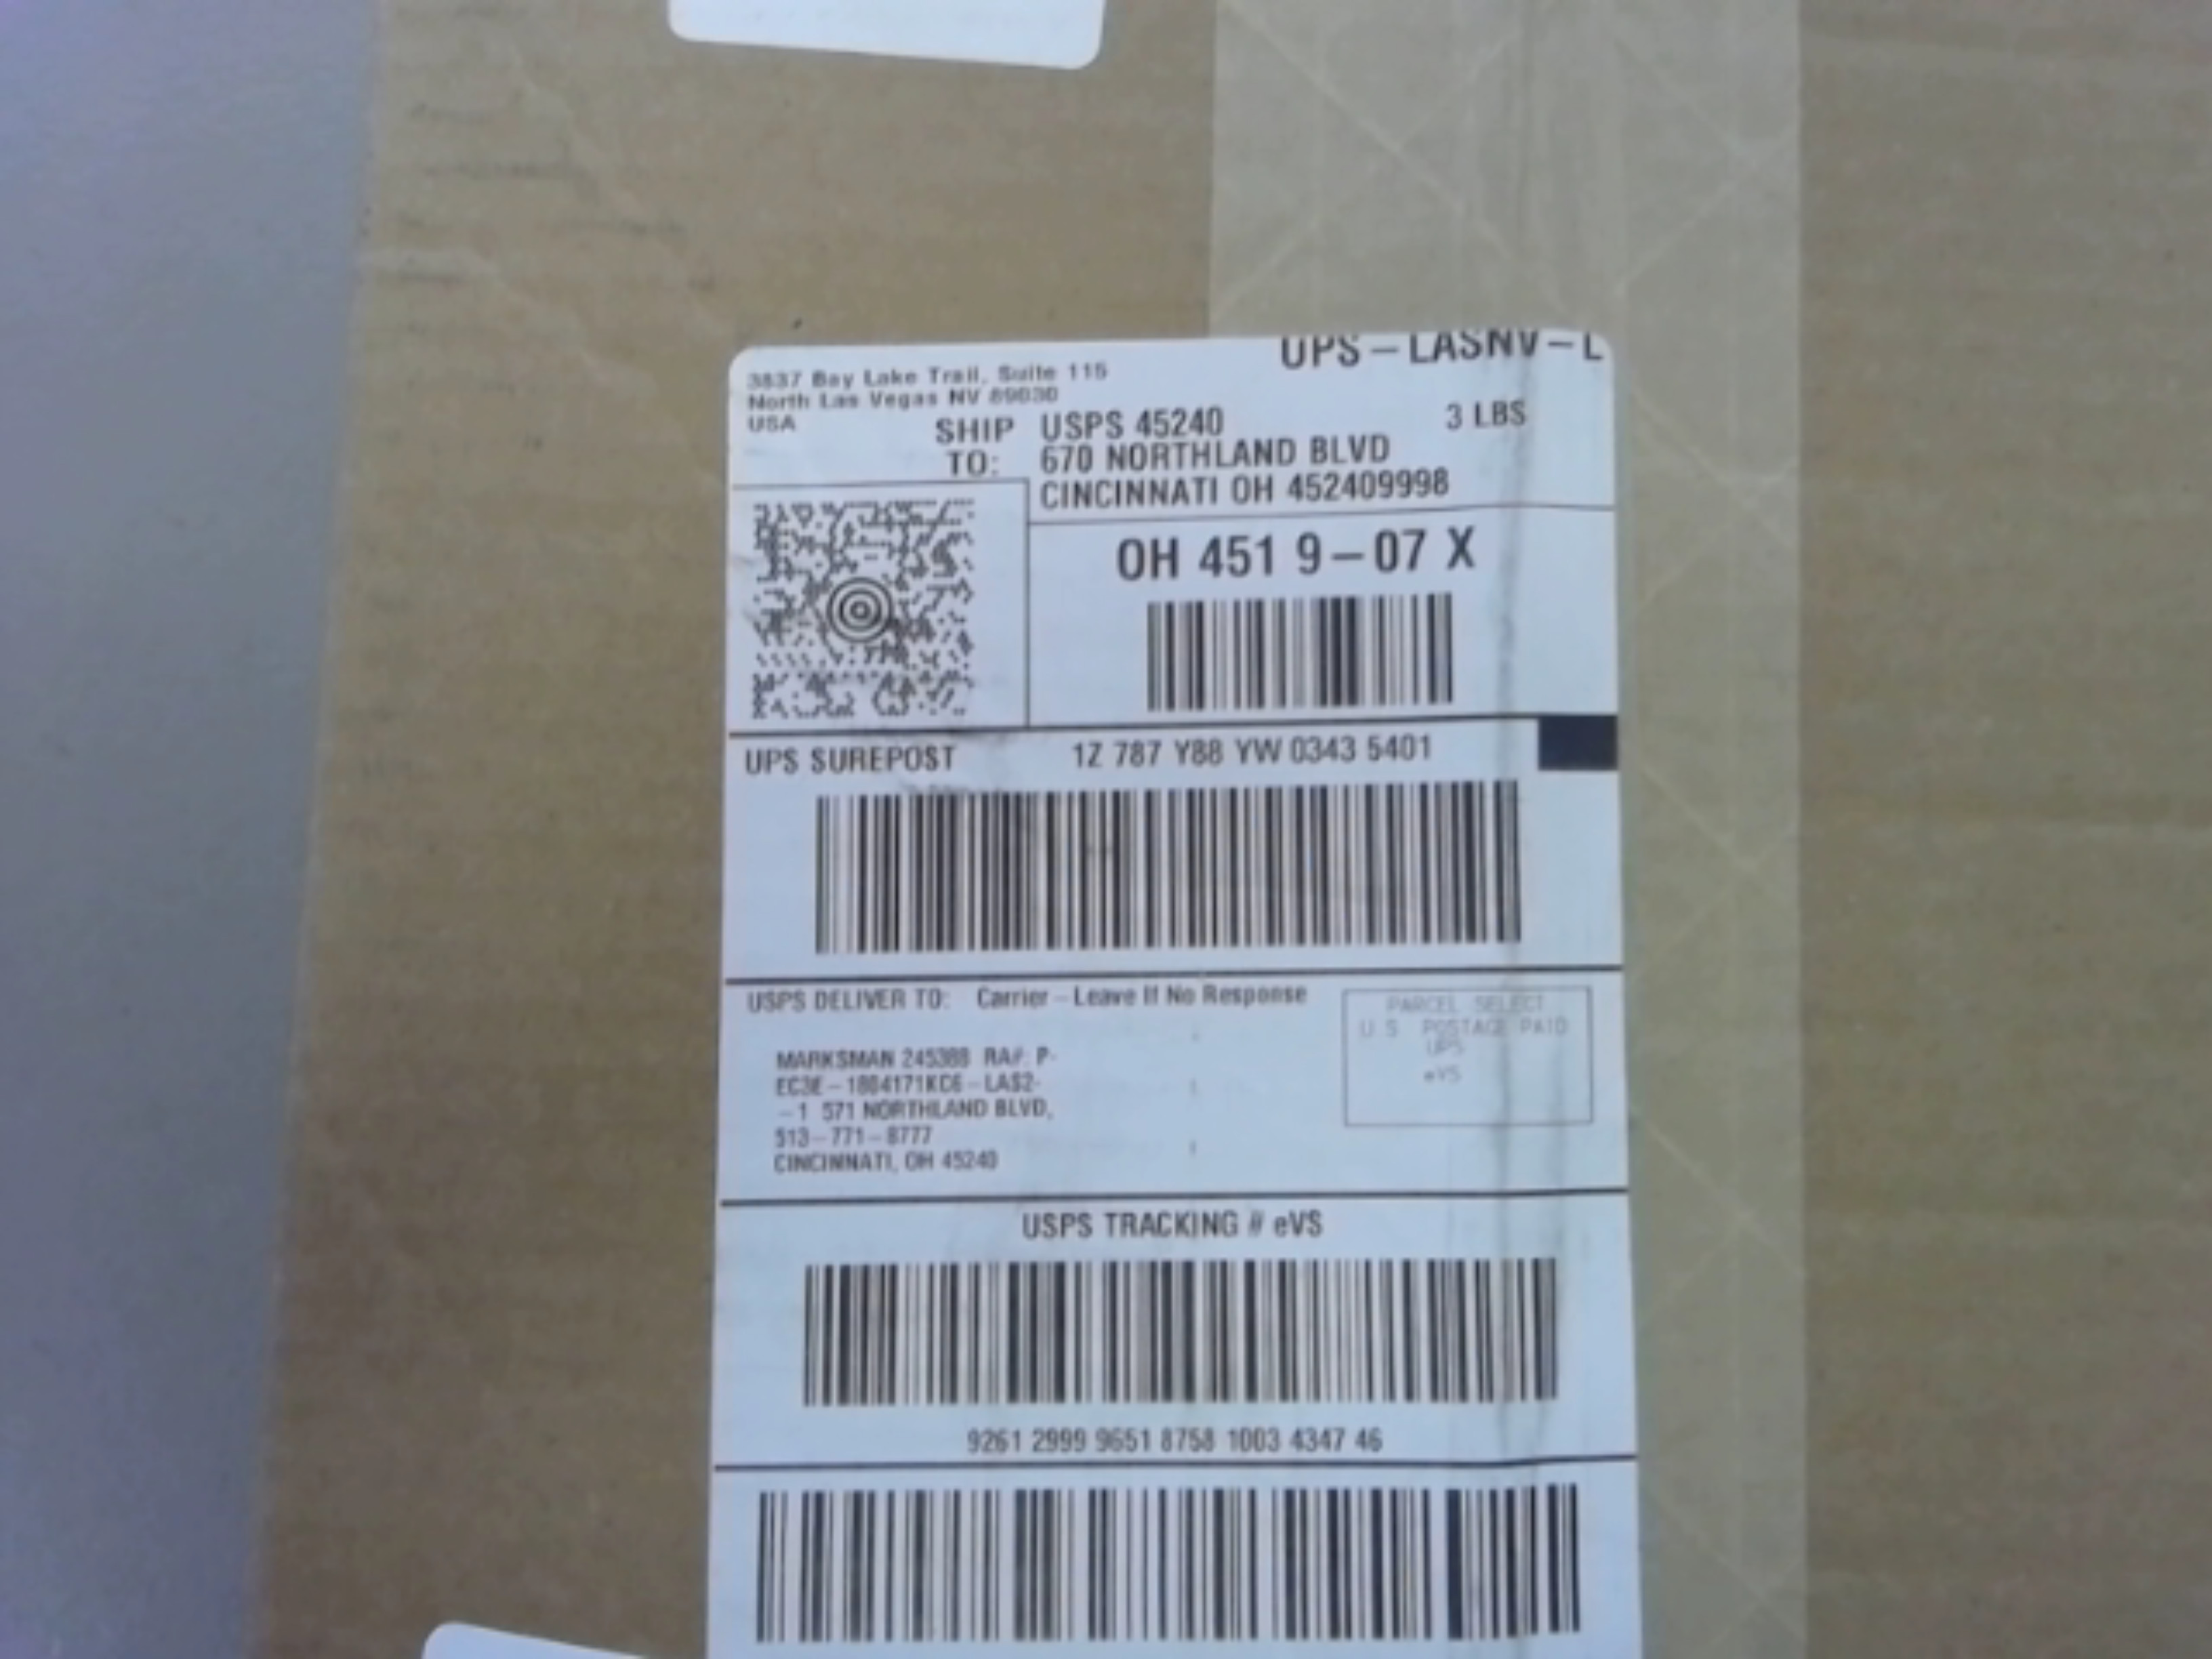 UPS – LASNV – L
3837 Bay Lake Trail, Suite 115
North Las Vegas NV 89030
USA
3 LBS
SHIP TO: USPS 45240
670 NORTHLAND BLVD
CINCINNATI OH 452409998
OH 451 9 – 07 X
UPS SUREPOST 1Z 787 Y88 YW 0343 5401
USPS DELIVER TO: Carrier – Leave If No Response
PARCEL SELECT
U S POSTAGE PAID
UPS
eVS
MARKSMAN 245388 RA#: P-
EC3E – 1884171KC6 – LAS2-
– 1 571 NORTHLAND BLVD,
513 – 771 – 8777
CINCINNATI, OH 45240
USPS TRACKING # eVS
9261 2999 9651 8758 1003 4347 46